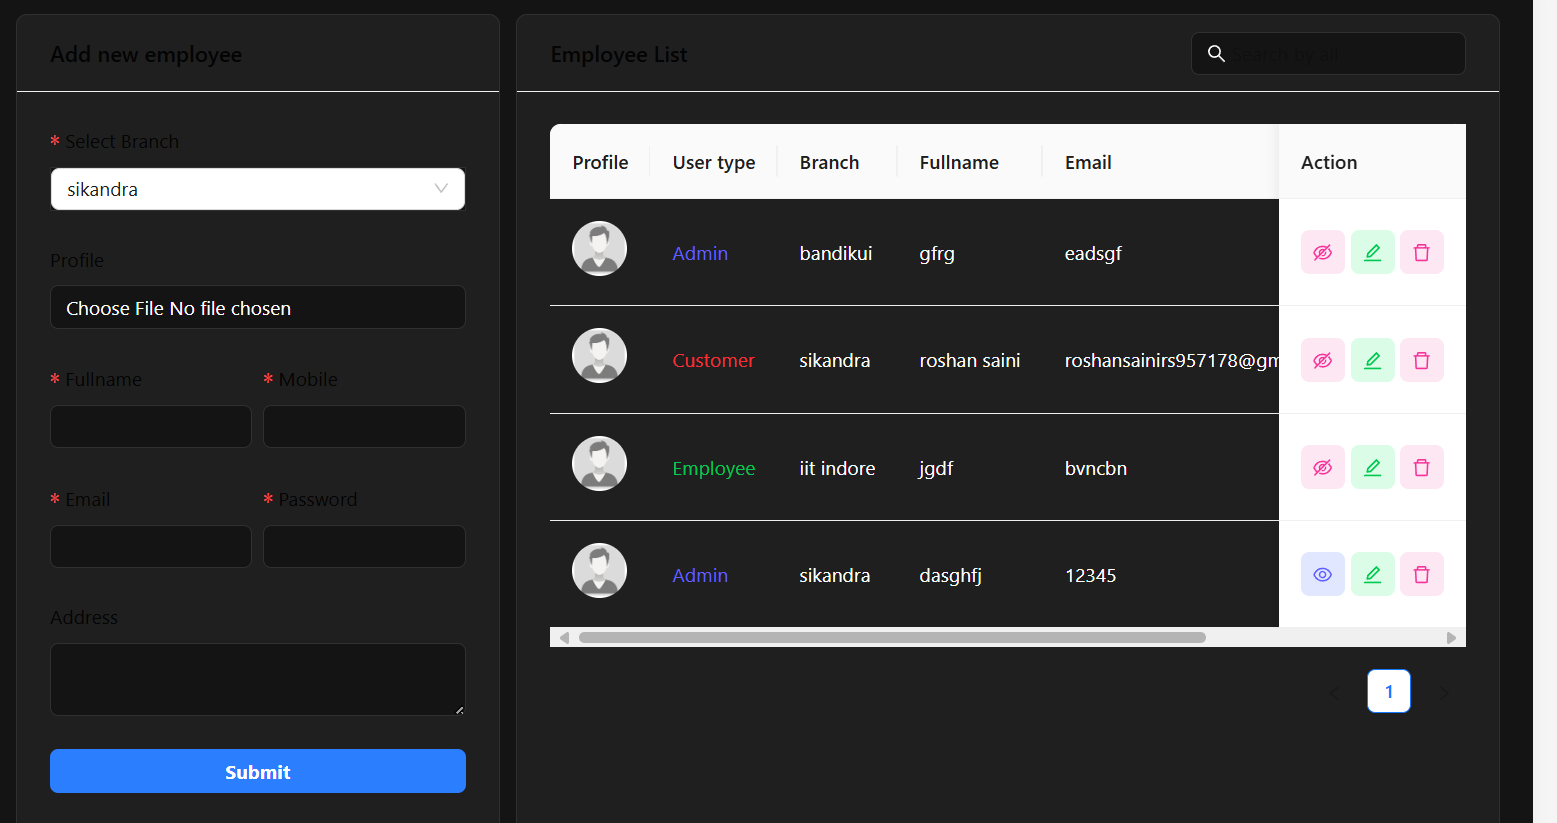 Add new employee
* Select Branch
sikandra
Profile
Choose File No file chosen
* Fullname * Mobile
* Email * Password
Address
Submit
Employee List
Search by all
Profile User type Branch Fullname Email Action
Admin bandikui gfrg eadsgf
Customer sikandra roshan saini roshansainirs957178@gm
Employee iit indore jgdf bvncbn
Admin sikandra dasghfj 12345
1